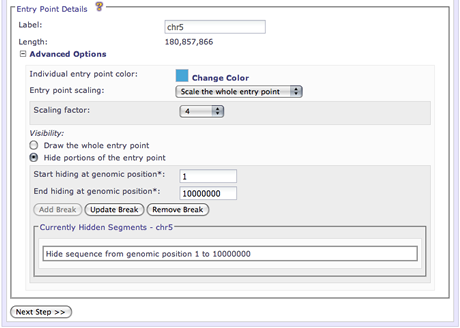 Entry Point Details ?
Label: chr5
Length: 180,857,866
Advanced Options
Individual entry point color: Change Color
Entry point scaling: Scale the whole entry point
Scaling factor: 4
Visibility:
Draw the whole entry point
Hide portions of the entry point
Start hiding at genomic position*: 1
End hiding at genomic position*: 10000000
Add Break Update Break Remove Break
Currently Hidden Segments - chr5
Hide sequence from genomic position 1 to 10000000
Next Step >>